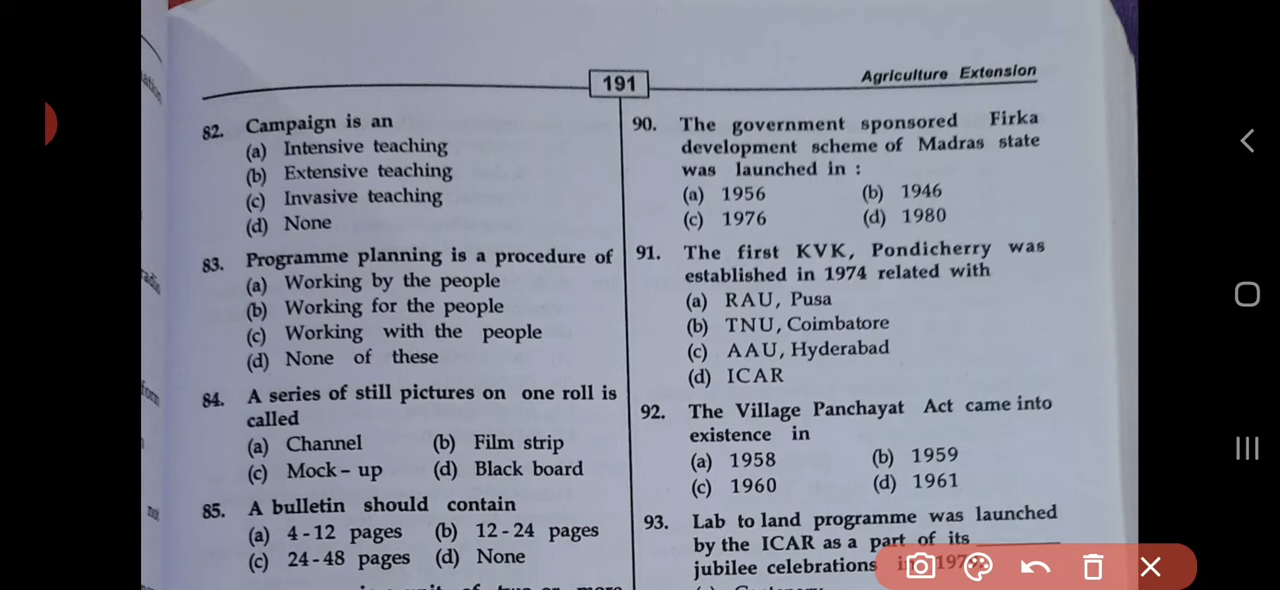 191
Agriculture Extension
82. Campaign is an
(a) Intensive teaching
(b) Extensive teaching
(c) Invasive teaching
(d) None
83. Programme planning is a procedure of
(a) Working by the people
(b) Working for the people
(c) Working with the people
(d) None of these
84. A series of still pictures on one roll is
called
(a) Channel (b) Film strip
(c) Mock - up (d) Black board
85. A bulletin should contain
(a) 4 - 12 pages (b) 12 - 24 pages
(c) 24 - 48 pages (d) None
90. The government sponsored Firka
development scheme of Madras state
was launched in :
(a) 1956 (b) 1946
(c) 1976 (d) 1980
91. The first KVK, Pondicherry was
established in 1974 related with
(a) RAU, Pusa
(b) TNU, Coimbatore
(c) AAU, Hyderabad
(d) ICAR
92. The Village Panchayat Act came into
existence in
(a) 1958 (b) 1959
(c) 1960 (d) 1961
93. Lab to land programme was launched
by the ICAR as a part of its ______
jubilee celebrations